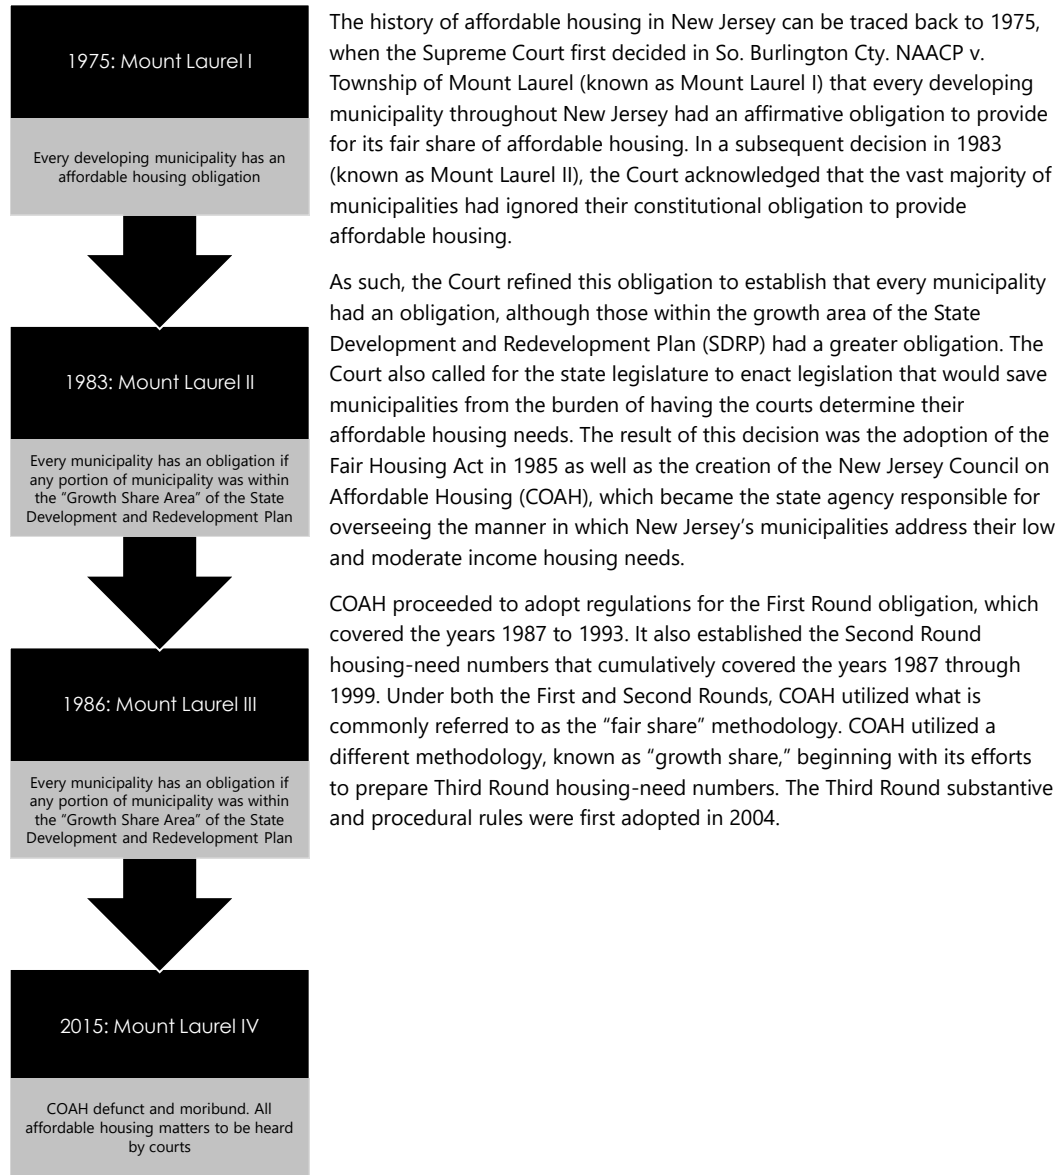 1975: Mount Laurel I
Every developing municipality has an
affordable housing obligation
1983: Mount Laurel II
Every municipality has an obligation if
any portion of municipality was within
the “Growth Share Area” of the State
Development and Redevelopment Plan
1986: Mount Laurel III
Every municipality has an obligation if
any portion of municipality was within
the “Growth Share Area” of the State
Development and Redevelopment Plan
2015: Mount Laurel IV
COAH defunct and moribund. All
affordable housing matters to be heard
by courts
The history of affordable housing in New Jersey can be traced back to 1975,
when the Supreme Court first decided in So. Burlington Cty. NAACP v.
Township of Mount Laurel (known as Mount Laurel I) that every developing
municipality throughout New Jersey had an affirmative obligation to provide
for its fair share of affordable housing. In a subsequent decision in 1983
(known as Mount Laurel II), the Court acknowledged that the vast majority of
municipalities had ignored their constitutional obligation to provide
affordable housing.
As such, the Court refined this obligation to establish that every municipality
had an obligation, although those within the growth area of the State
Development and Redevelopment Plan (SDRP) had a greater obligation. The
Court also called for the state legislature to enact legislation that would save
municipalities from the burden of having the courts determine their
affordable housing needs. The result of this decision was the adoption of the
Fair Housing Act in 1985 as well as the creation of the New Jersey Council on
Affordable Housing (COAH), which became the state agency responsible for
overseeing the manner in which New Jersey’s municipalities address their low
and moderate income housing needs.
COAH proceeded to adopt regulations for the First Round obligation, which
covered the years 1987 to 1993. It also established the Second Round
housing-need numbers that cumulatively covered the years 1987 through
1999. Under both the First and Second Rounds, COAH utilized what is
commonly referred to as the “fair share” methodology. COAH utilized a
different methodology, known as “growth share,” beginning with its efforts
to prepare Third Round housing-need numbers. The Third Round substantive
and procedural rules were first adopted in 2004.